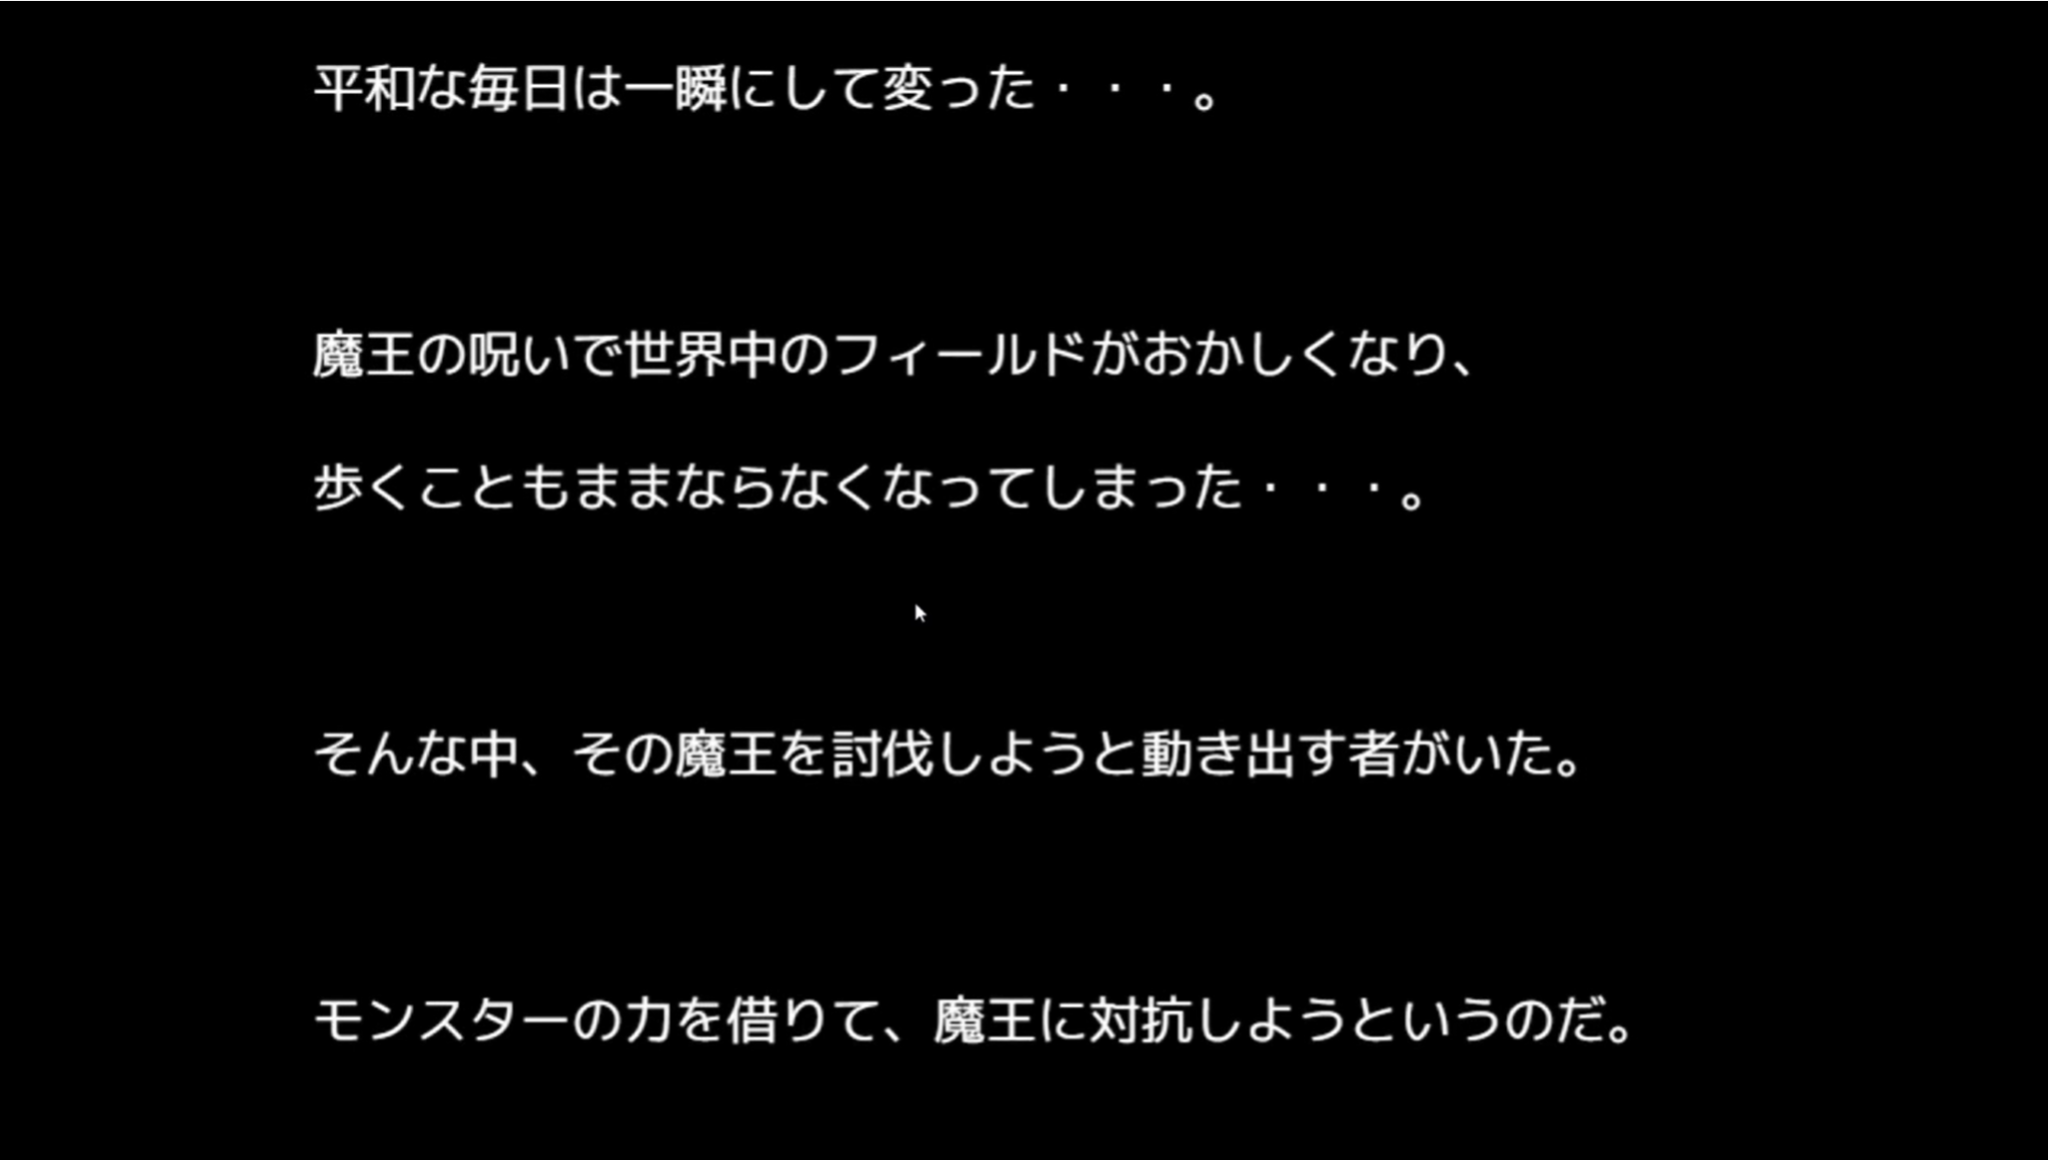 平和な毎日は一瞬にして変った・・・。
魔王の呪いで世界中のフィールドがおかしくなり、
歩くこともままならなくなってしまった・・・。
そんな中、その魔王を討伐しようと動き出す者がいた。
モンスターの力を借りて、魔王に対抗しようというのだ。